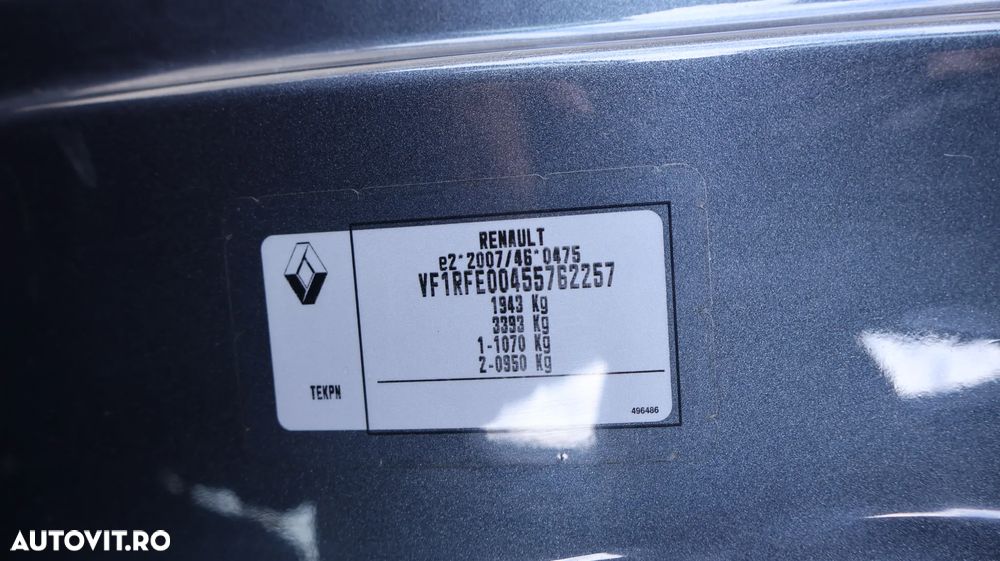 RENAULT
e2*2007/46*0475
VF1RFE00455762257
1943 Kg
3393 Kg
1-1070 Kg
2-0950 Kg
TEKPN
496486
AUTOVIT.RO